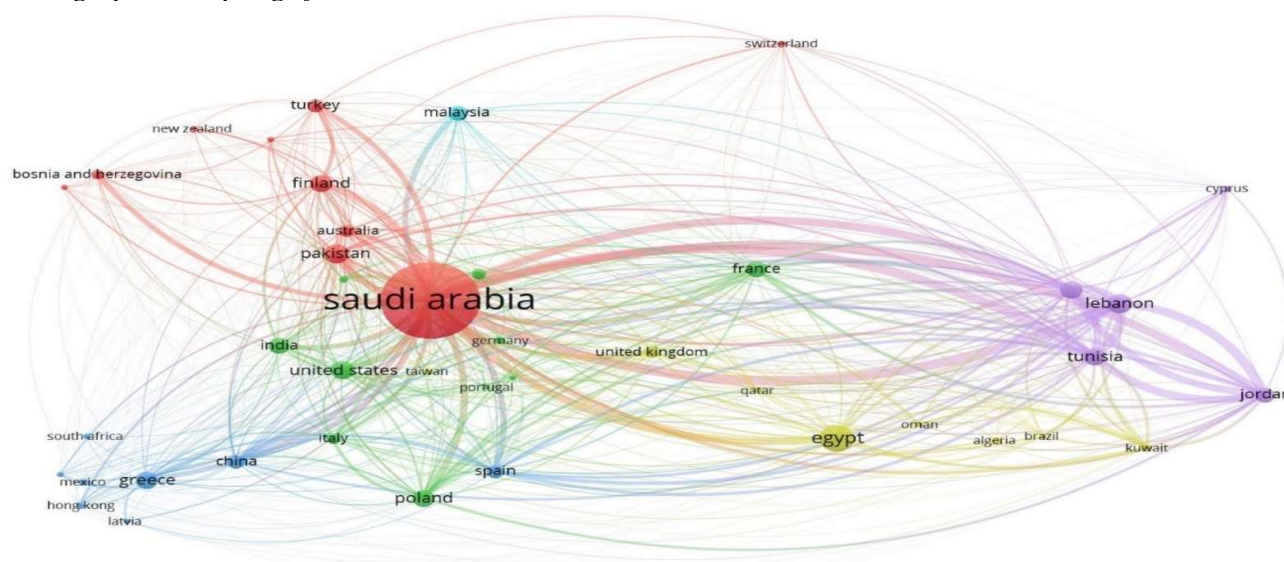 switzerland
turkey
malaysia
new zealand
bosnia and herzegovina
finland
cyprus
australia
pakistan
france
saudi arabia
lebanon
germany
india
united kingdom
tunisia
united states
taiwan
portugal
qatar
jordan
oman
south africa
italy
egypt
brazil
algeria
kuwait
china
spain
mexico
greece
poland
hong kong
latvia